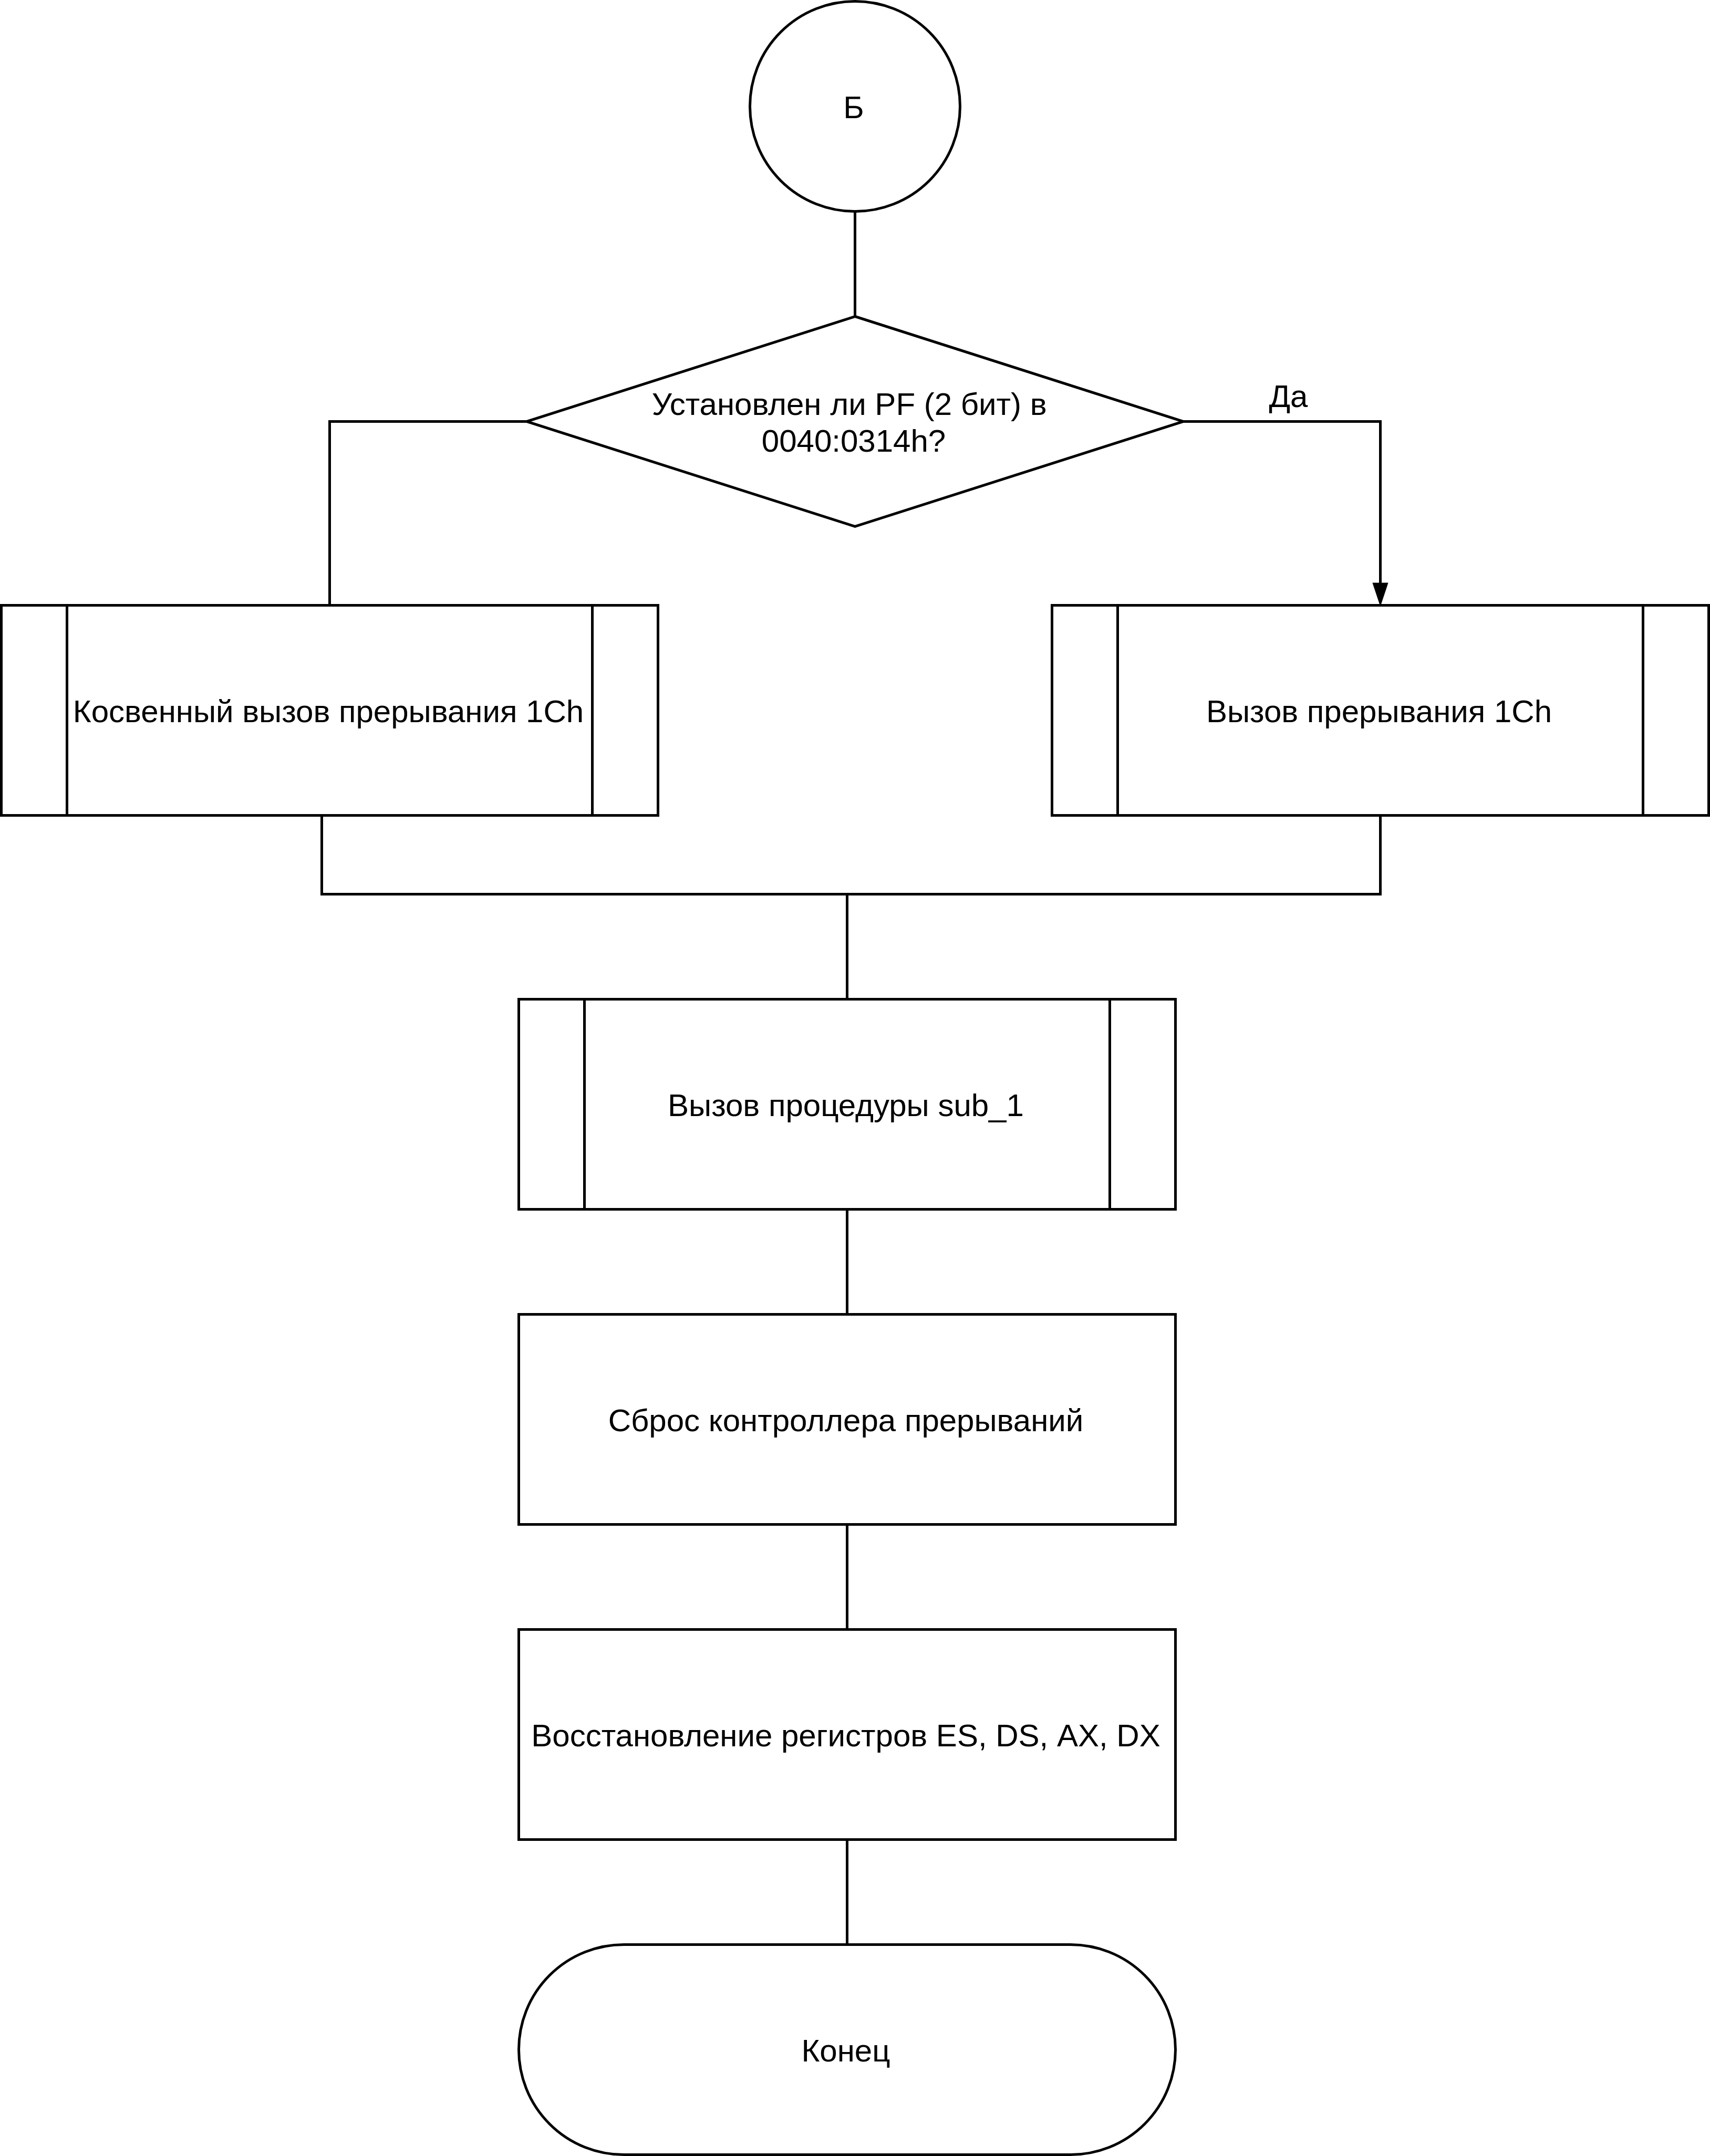 Б
Установлен ли PF (2 бит) в
0040:0314h?
Да
Косвенный вызов прерывания 1Ch
Вызов прерывания 1Ch
Вызов процедуры sub_1
Сброс контроллера прерываний
Восстановление регистров ES, DS, AX, DX
Конец